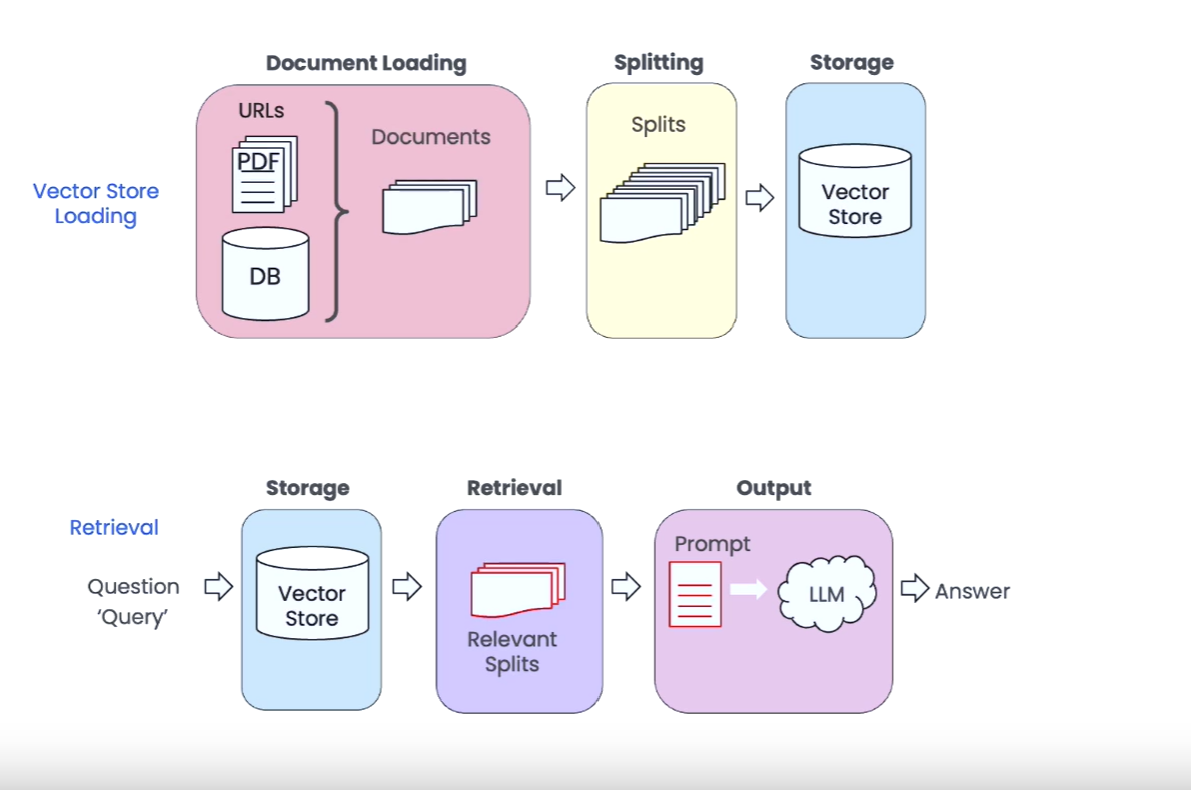 Document Loading
Splitting
Storage
URLs
PDF
DB
Documents
Splits
Vector
Store
Vector Store
Loading
Storage
Retrieval
Output
Retrieval
Question
‘Query’
Vector
Store
Relevant
Splits
Prompt
LLM
Answer